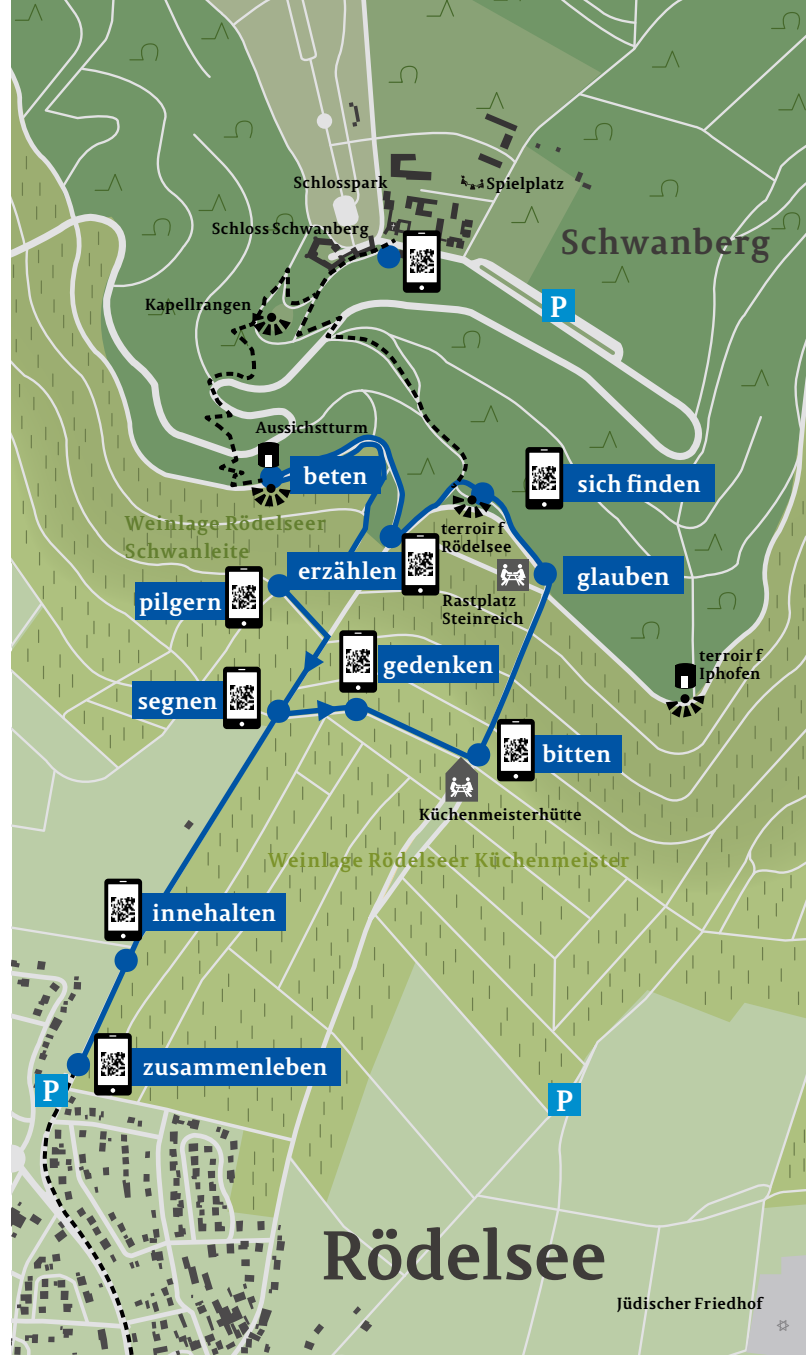 Schlosspark
Spielplatz
Schloss Schwanberg
Schwanberg
Kapellrangen
P
Aussichstturm
beten
sich finden
Weinlage Rödelseer
Schwanleite
terroir f
Rödelsee
erzählen
glauben
pilgern
Rastplatz
Steinreich
gedenken
terroir f
Iphofen
segnen
bitten
Küchenmeisterhütte
Weinlage Rödelseer Küchenmeister
innehalten
zusammenleben
P
P
Rödelsee
Jüdischer Friedhof